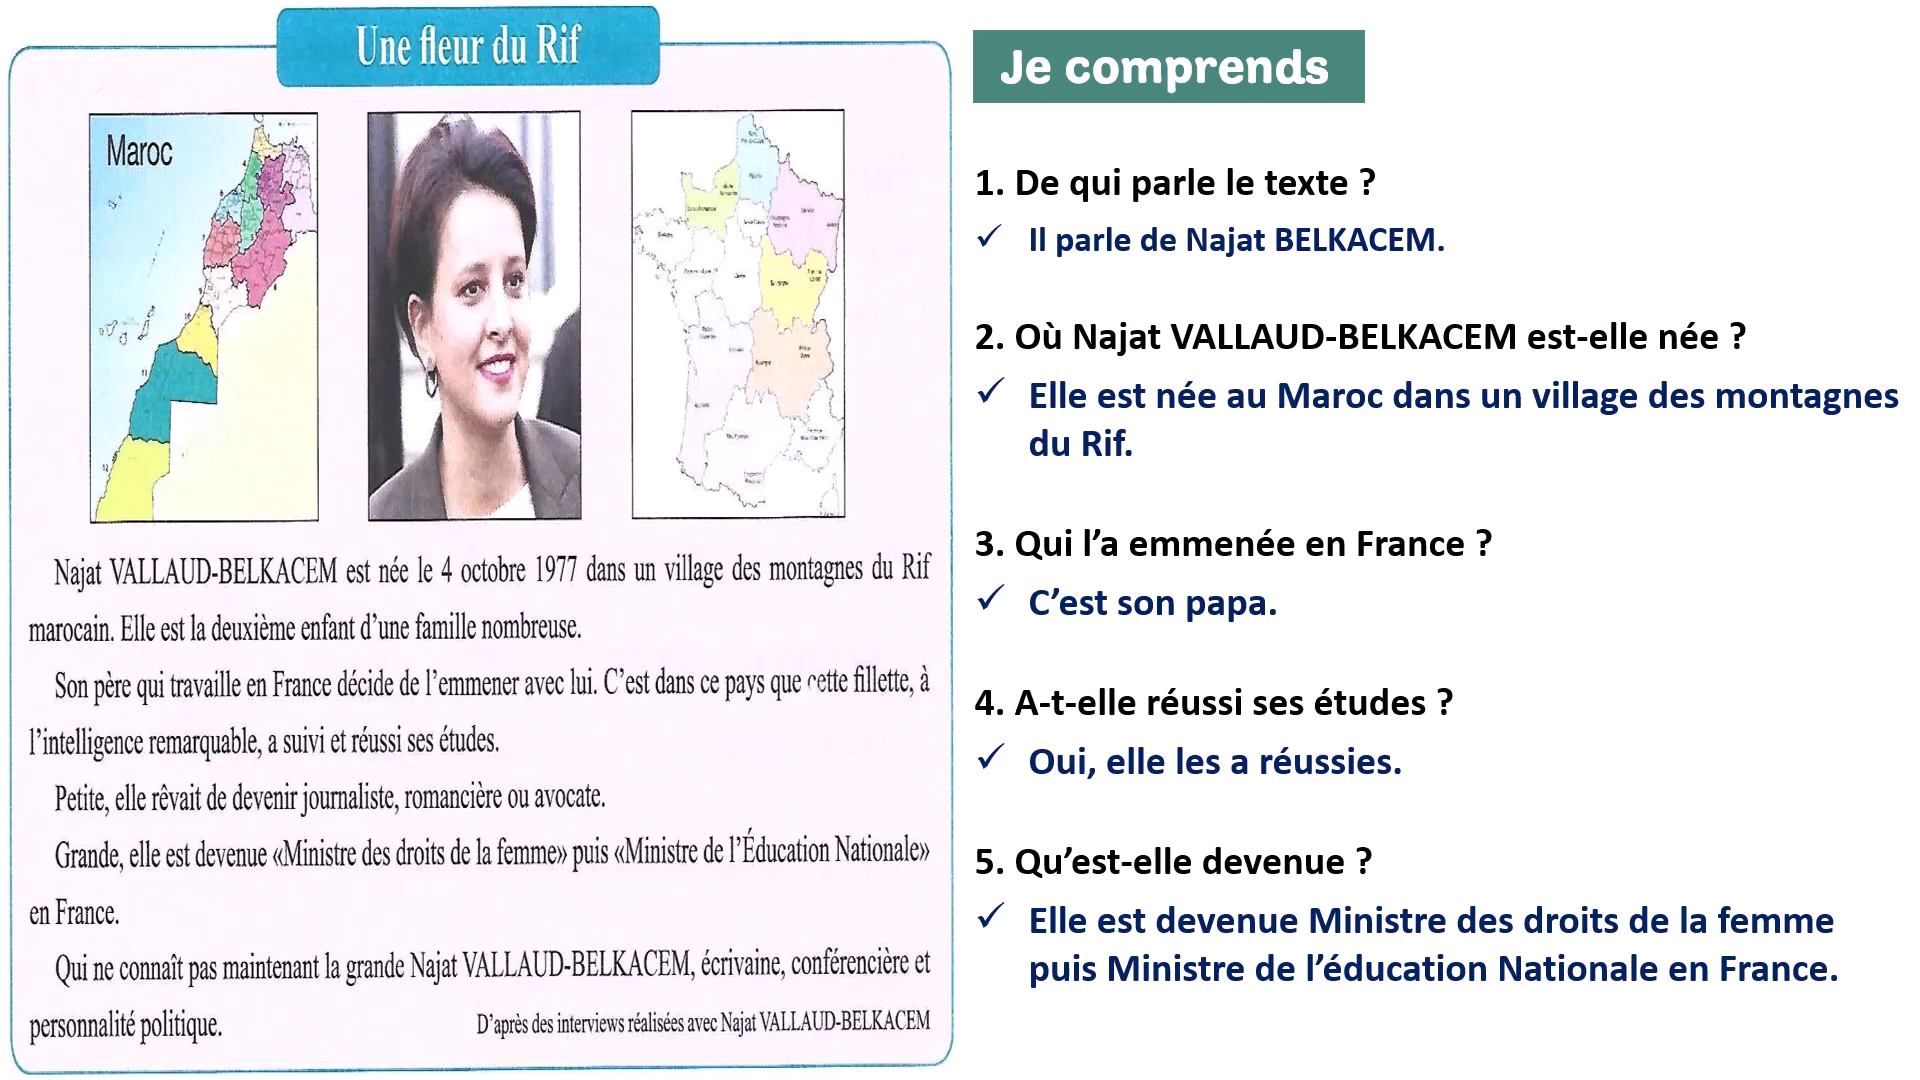 Une fleur du Rif
Maroc
Najat VALLAUD-BELKACEM est née le 4 octobre 1977 dans un village des montagnes du Rif
marocain. Elle est la deuxième enfant d’une famille nombreuse.
Son père qui travaille en France décide de l’emmener avec lui. C’est dans ce pays que cette fillette, à
l’intelligence remarquable, a suivi et réussi ses études.
Petite, elle rêvait de devenir journaliste, romancière ou avocate.
Grande, elle est devenue «Ministre des droits de la femme» puis «Ministre de l’Éducation Nationale»
en France.
Qui ne connaît pas maintenant la grande Najat VALLAUD-BELKACEM, écrivaine, conférencière et
personnalité politique.
D’après des interviews réalisées avec Najat VALLAUD-BELKACEM
Je comprends
1. De qui parle le texte ?
✓ Il parle de Najat BELKACEM.
2. Où Najat VALLAUD-BELKACEM est-elle née ?
✓ Elle est née au Maroc dans un village des montagnes
du Rif.
3. Qui l’a emmenée en France ?
✓ C’est son papa.
4. A-t-elle réussi ses études ?
✓ Oui, elle les a réussies.
5. Qu’est-elle devenue ?
✓ Elle est devenue Ministre des droits de la femme
puis Ministre de l’éducation Nationale en France.